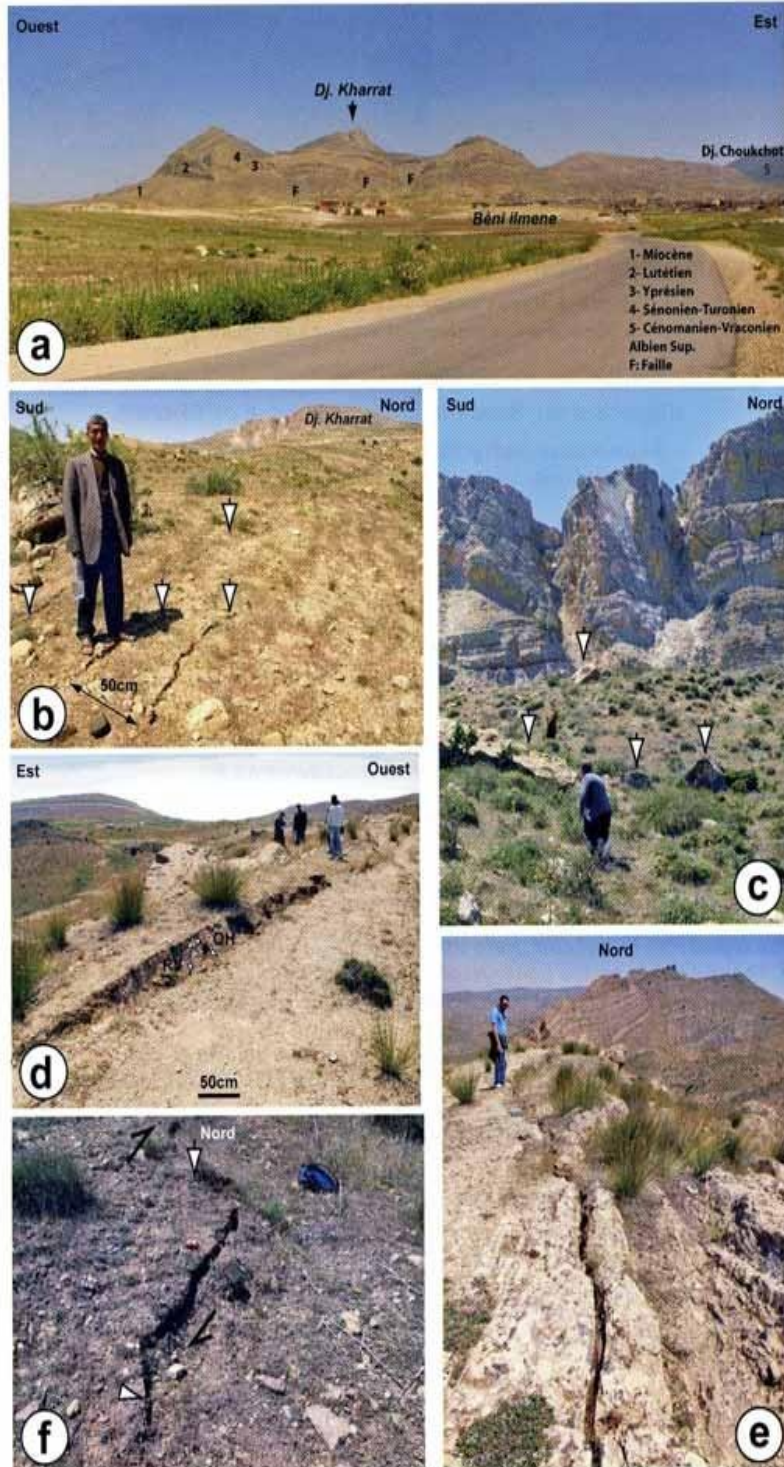 Ouest
Est
Dj. Kharrat
Dj. Choukchot
4
5
2
3
1
F
F
F
Béni ilmene
1- Miocène
2- Lutétien
3- Yprésien
4- Sénonien-Turonien
5- Cénomanien-Vraconien
Albien Sup.
F: Faille
a
Sud
Nord
Dj. Kharrat
50cm
b
Sud
Nord
c
Est
Ouest
OH
50cm
d
Nord
e
Nord
f